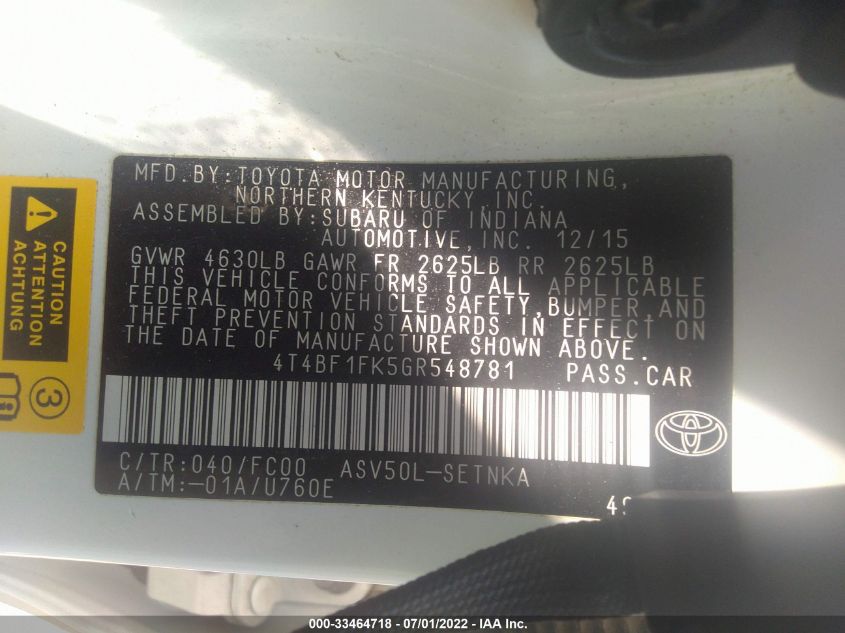 MFD.BY:TOYOTA MOTOR MANUFACTURING,
NORTHERN KENTUCKY,INC.
ASSEMBLED BY:SUBARU OF INDIANA
AUTOMOTIVE,INC. 12/15
GVWR 4630LB GAWR FR 2625LB RR 2625LB
THIS VEHICLE CONFORMS TO ALL APPLICABLE
FEDERAL MOTOR VEHICLE SAFETY,BUMPER,AND
THEFT PREVENTION STANDARDS IN EFFECT ON
THE DATE OF MANUFACTURE SHOWN ABOVE.
4T4BF1FK5GR548781 PASS.CAR
C/TR:040/FC00 ASV50L-SETNKA
A/TM:-01A/U760E
CAUTION
ACHTUNG
ATTENTION
3
000-33464718 - 07/01/2022 - IAA Inc.